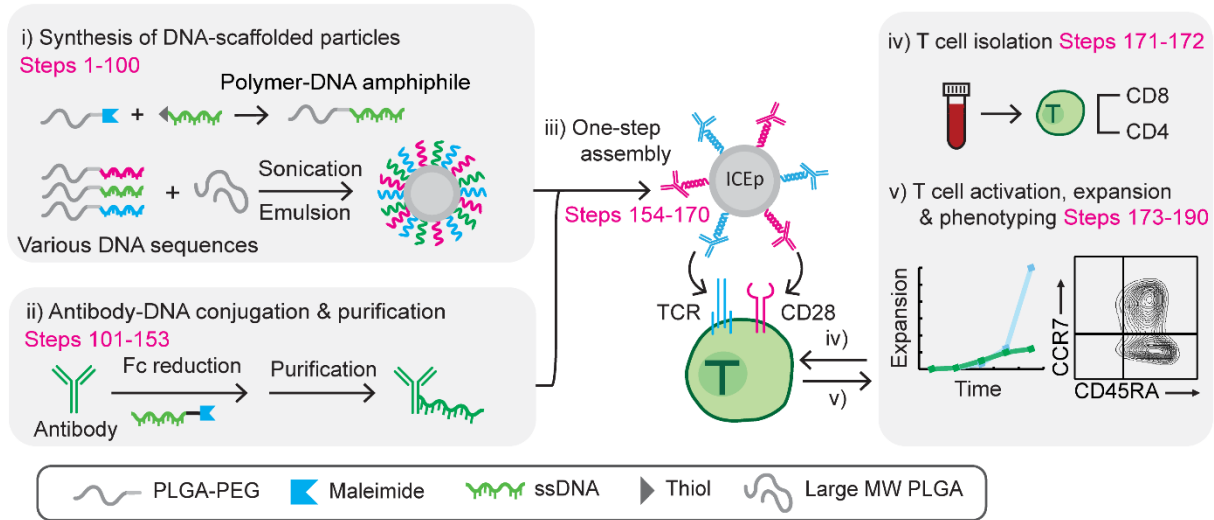 i) Synthesis of DNA-scaffolded particles
Steps 1-100
Polymer-DNA amphiphile
+
+
Sonication
Emulsion
Various DNA sequences
ii) Antibody-DNA conjugation & purification
Steps 101-153
Fc reduction
Purification
Antibody
iii) One-step
assembly
Steps 154-170
ICEp
TCR
CD28
T
iv)
v)
iv) T cell isolation Steps 171-172
T
CD8
CD4
v) T cell activation, expansion
& phenotyping Steps 173-190
Expansion
Time
CCR7
CD45RA
PLGA-PEG
Maleimide
ssDNA
Thiol
Large MW PLGA